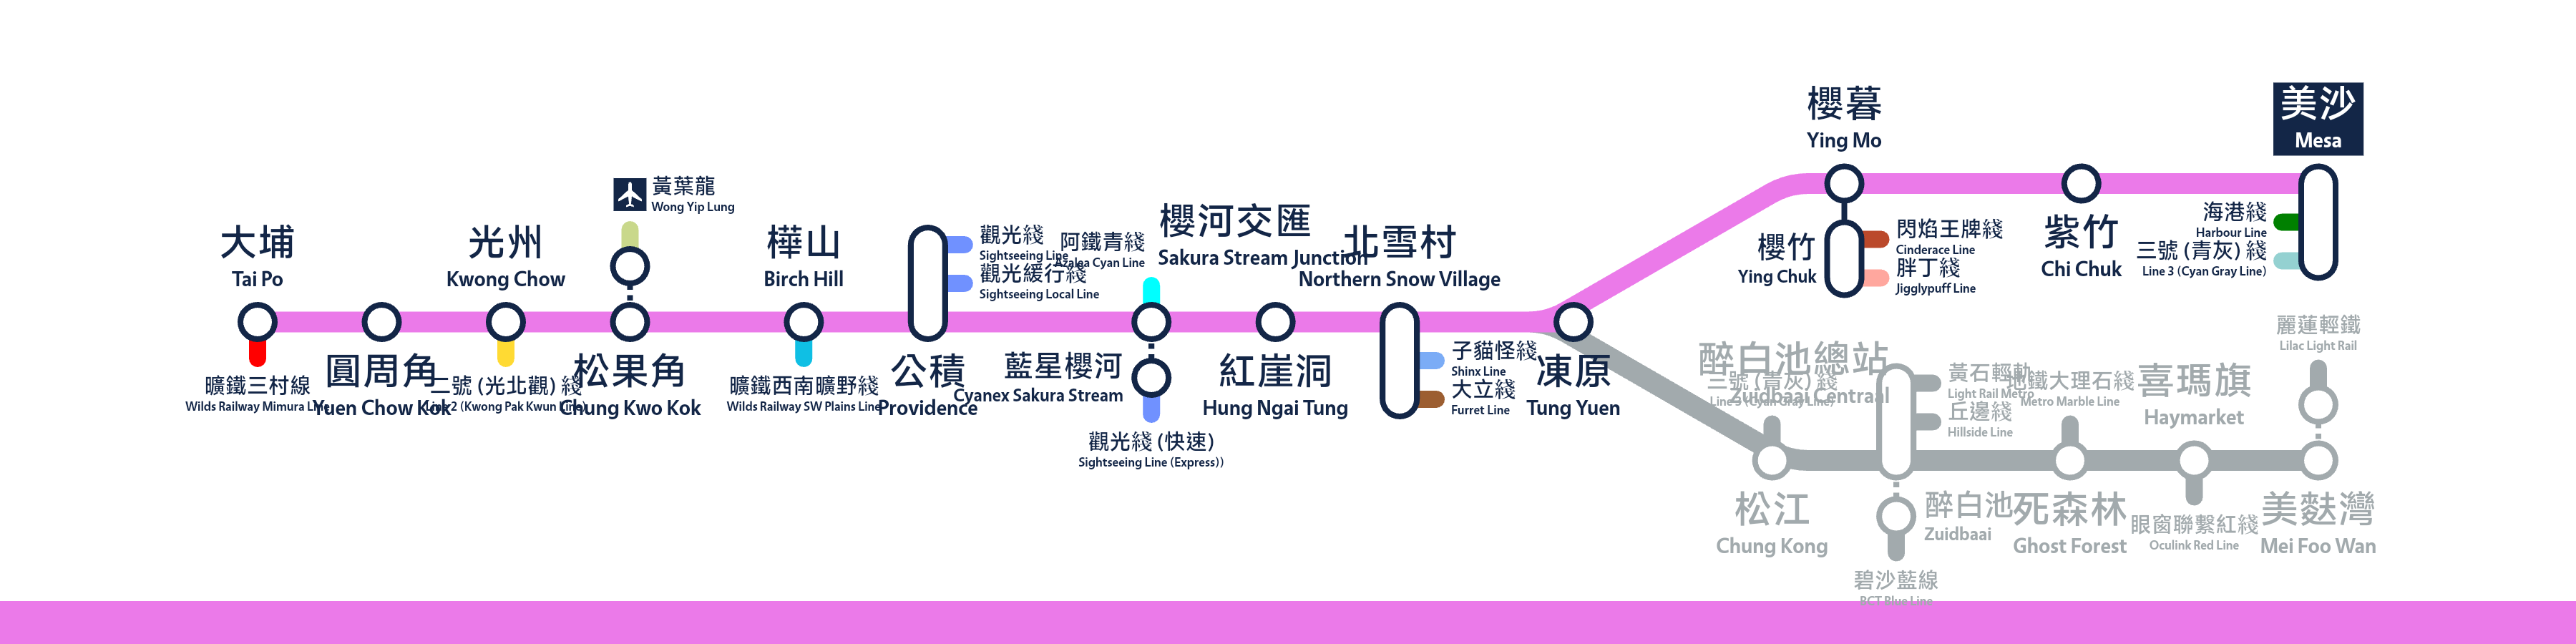 大埔
Tai Po
曠鐵三村線
Wilds Railway Mimura Line
圓周角
Yuen Chow Kok
光州
Kwong Chow
二號 (光北觀) 綫
Line 2 (Kwong Pak Kwun Line)
黃葉龍
Wong Yip Lung
松果角
Chung Kwo Kok
樺山
Birch Hill
曠鐵西南曠野綫
Wilds Railway SW Plains Line
公積
Providence
觀光綫
Sightseeing Line
觀光緩行綫
Sightseeing Local Line
阿鐵青綫
Azalea Cyan Line
櫻河交匯
Sakura Stream Junction
藍星櫻河
Cyanex Sakura Stream
觀光綫 (快速)
Sightseeing Line (Express))
紅崖洞
Hung Ngai Tung
北雪村
Northern Snow Village
子貓怪綫
Shinx Line
大立綫
Furret Line
凍原
Tung Yuen
櫻暮
Ying Mo
櫻竹
Ying Chuk
閃焰王牌綫
Cinderace Line
胖丁綫
Jigglypuff Line
紫竹
Chi Chuk
美沙
Mesa
海港綫
Harbour Line
三號 (青灰) 綫
Line 3 (Cyan Gray Line)
三號 (青灰) 綫
Line 3 (Cyan Gray Line)
松江
Chung Kong
醉白池總站
Zuidbaai Centraal
黃石輕軌
Light Rail Metro
丘邊綫
Hillside Line
醉白池
Zuidbaai
碧沙藍線
BCT Blue Line
地鐵大理石綫
Metro Marble Line
死森林
Ghost Forest
喜瑪旗
Haymarket
眼窗聯繫紅綫
Oculink Red Line
麗蓮輕鐵
Lilac Light Rail
美麩灣
Mei Foo Wan